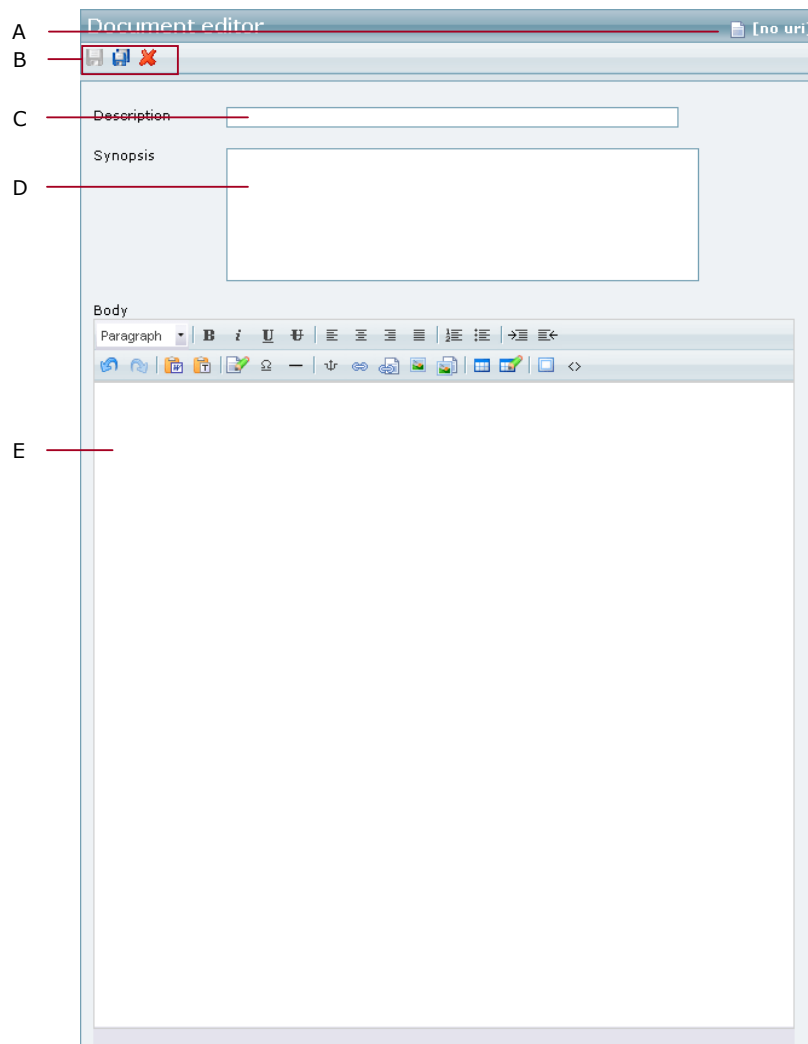 Document editor
A
[no uri]
B
C
Description
Synopsis
D
Body
Paragraph B i U U
Ω <>
E